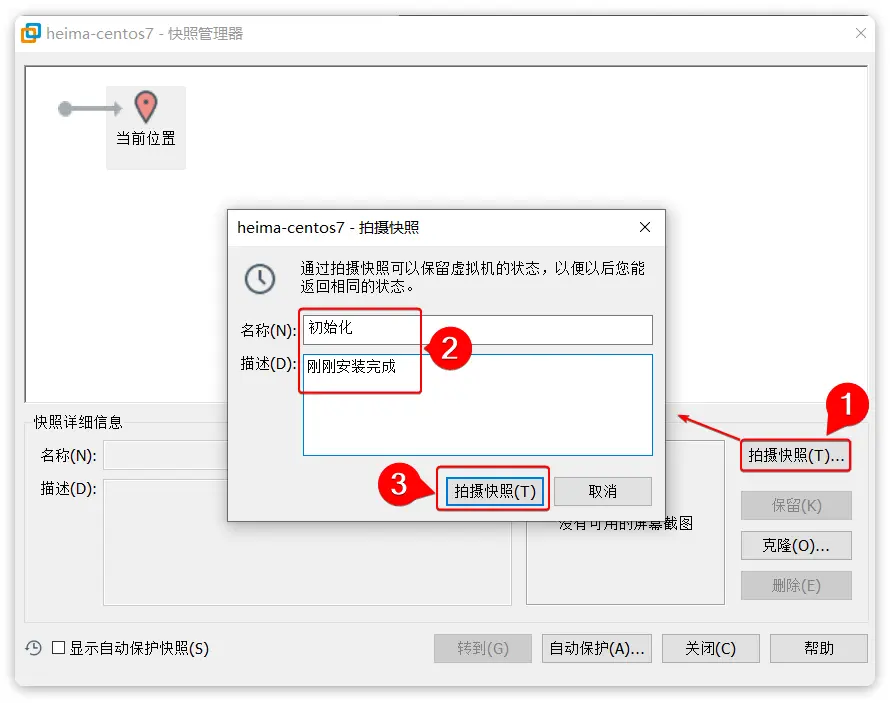 heima-centos7 - 快照管理器
当前位置
heima-centos7 - 拍摄快照
通过拍摄快照可以保留虚拟机的状态，以便以后您能
返回相同的状态。
名称(N): 初始化
2
描述(D): 刚刚安装完成
3
拍摄快照(T)
取消
快照详细信息
1
名称(N):
拍摄快照(T)...
描述(D):
保留(K)
没有可用的屏幕截图
克隆(O)...
删除(E)
显示自动保护快照(S)
转到(G)
自动保护(A)...
关闭(C)
帮助